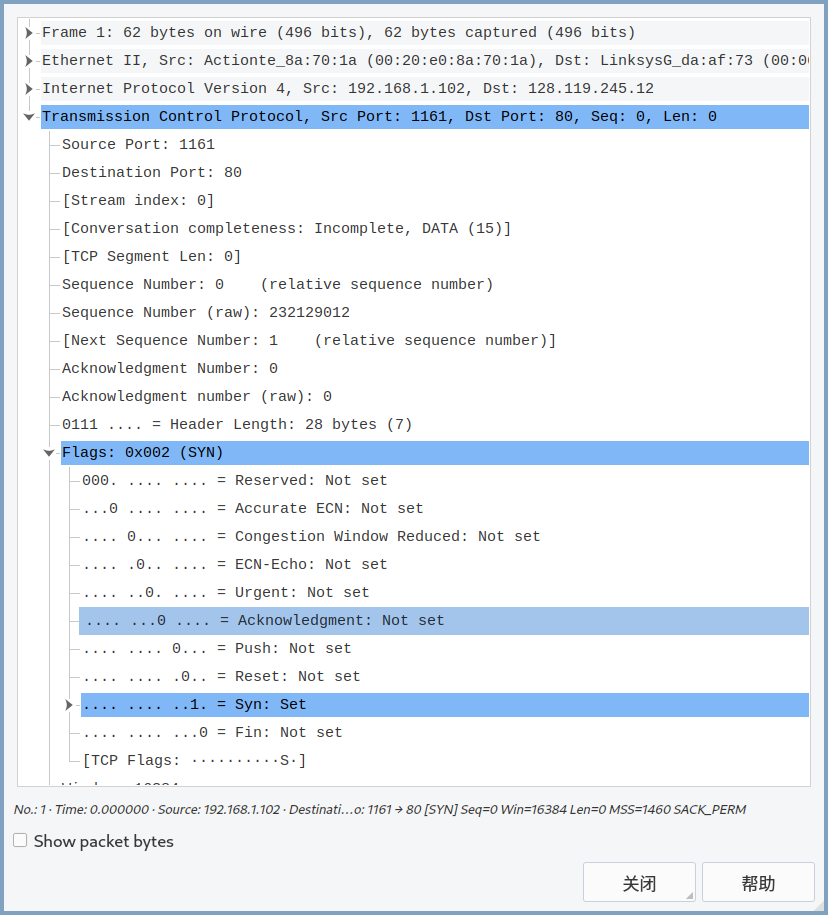 Frame 1: 62 bytes on wire (496 bits), 62 bytes captured (496 bits)
Ethernet II, Src: Actionte_8a:70:1a (00:20:e0:8a:70:1a), Dst: LinksysG_da:af:73 (00:0
Internet Protocol Version 4, Src: 192.168.1.102, Dst: 128.119.245.12
Transmission Control Protocol, Src Port: 1161, Dst Port: 80, Seq: 0, Len: 0
Source Port: 1161
Destination Port: 80
[Stream index: 0]
[Conversation completeness: Incomplete, DATA (15)]
[TCP Segment Len: 0]
Sequence Number: 0    (relative sequence number)
Sequence Number (raw): 232129012
[Next Sequence Number: 1    (relative sequence number)]
Acknowledgment Number: 0
Acknowledgment number (raw): 0
0111 .... = Header Length: 28 bytes (7)
Flags: 0x002 (SYN)
000. .... .... = Reserved: Not set
...0 .... .... = Accurate ECN: Not set
.... 0... .... = Congestion Window Reduced: Not set
.... .0.. .... = ECN-Echo: Not set
.... ..0. .... = Urgent: Not set
.... ...0 .... = Acknowledgment: Not set
.... .... 0... = Push: Not set
.... .... .0.. = Reset: Not set
.... .... ..1. = Syn: Set
.... .... ...0 = Fin: Not set
[TCP Flags: ··········S·]
No.: 1 · Time: 0.000000 · Source: 192.168.1.102 · Destinati…o: 1161 → 80 [SYN] Seq=0 Win=16384 Len=0 MSS=1460 SACK_PERM
Show packet bytes
关闭
帮助